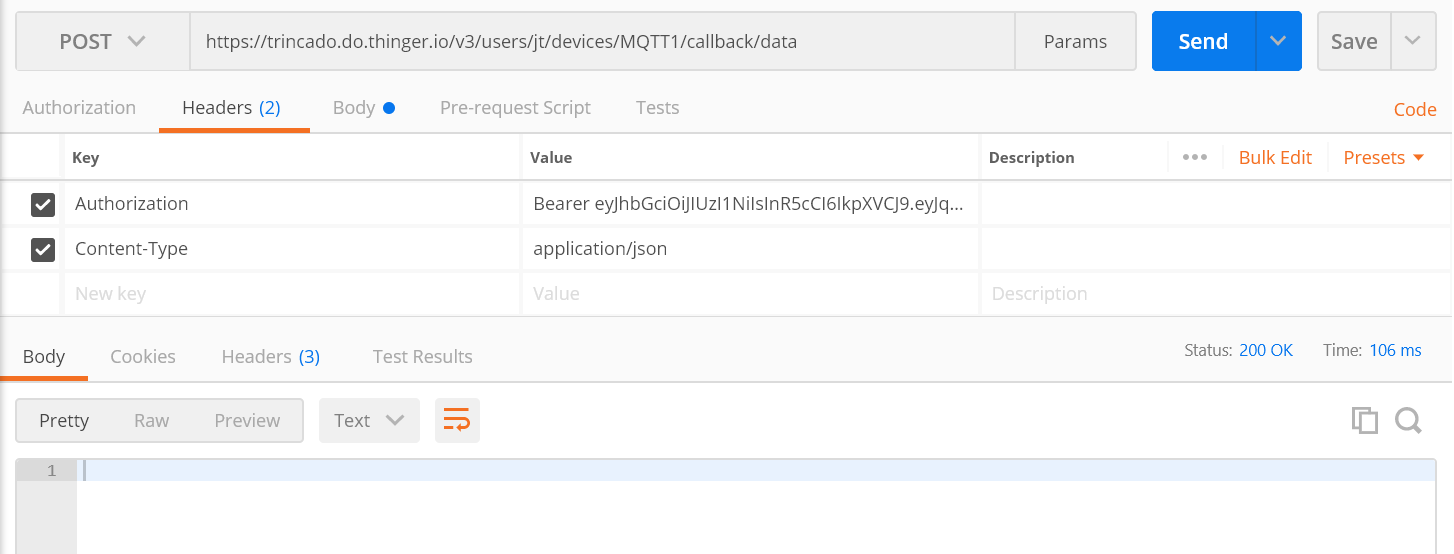 POST https://trincado.do.thinger.io/v3/users/jt/devices/MQTT1/callback/data Params Send Save
Authorization Headers (2) Body Pre-request Script Tests Code
Key Value Description ••• Bulk Edit Presets
Authorization Bearer eyJhbGciOiJIUzI1NiIsInR5cCI6IkpXVCJ9.eyJq...
Content-Type application/json
New key Value Description
Body Cookies Headers (3) Test Results Status: 200 OK Time: 106 ms
Pretty Raw Preview Text
1